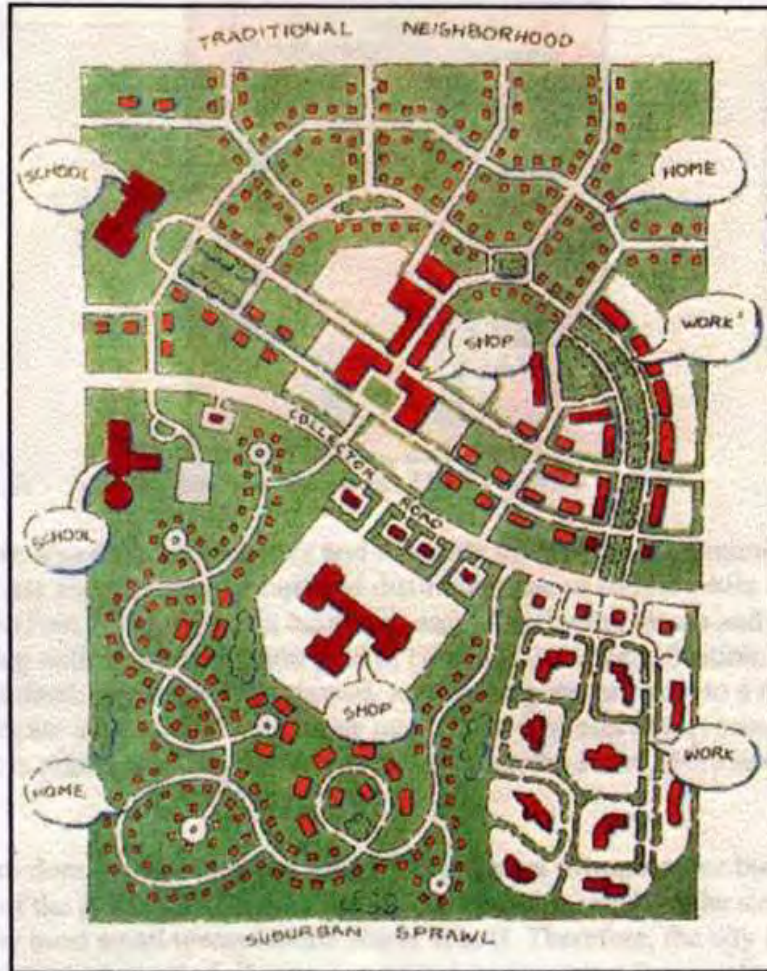 TRADITIONAL NEIGHBORHOOD
SCHOOL
HOME
WORK
SHOP
COLLECTOR ROAD
SCHOOL
SHOP
WORK
HOME
SUBURBAN SPRAWL